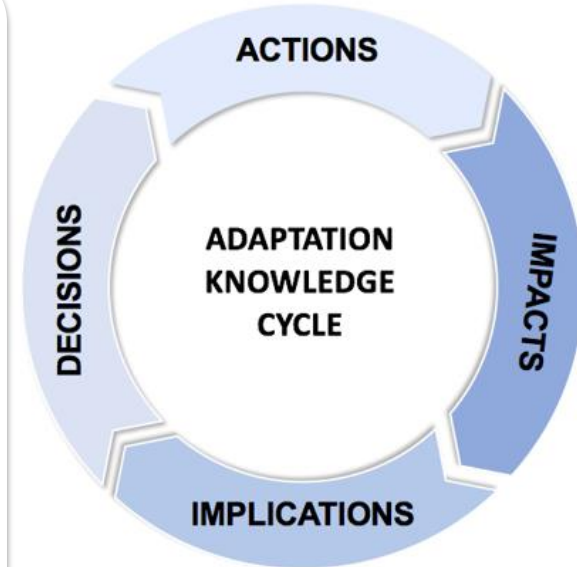 ACTIONS
IMPACTS
IMPLICATIONS
DECISIONS
ADAPTATION
KNOWLEDGE
CYCLE